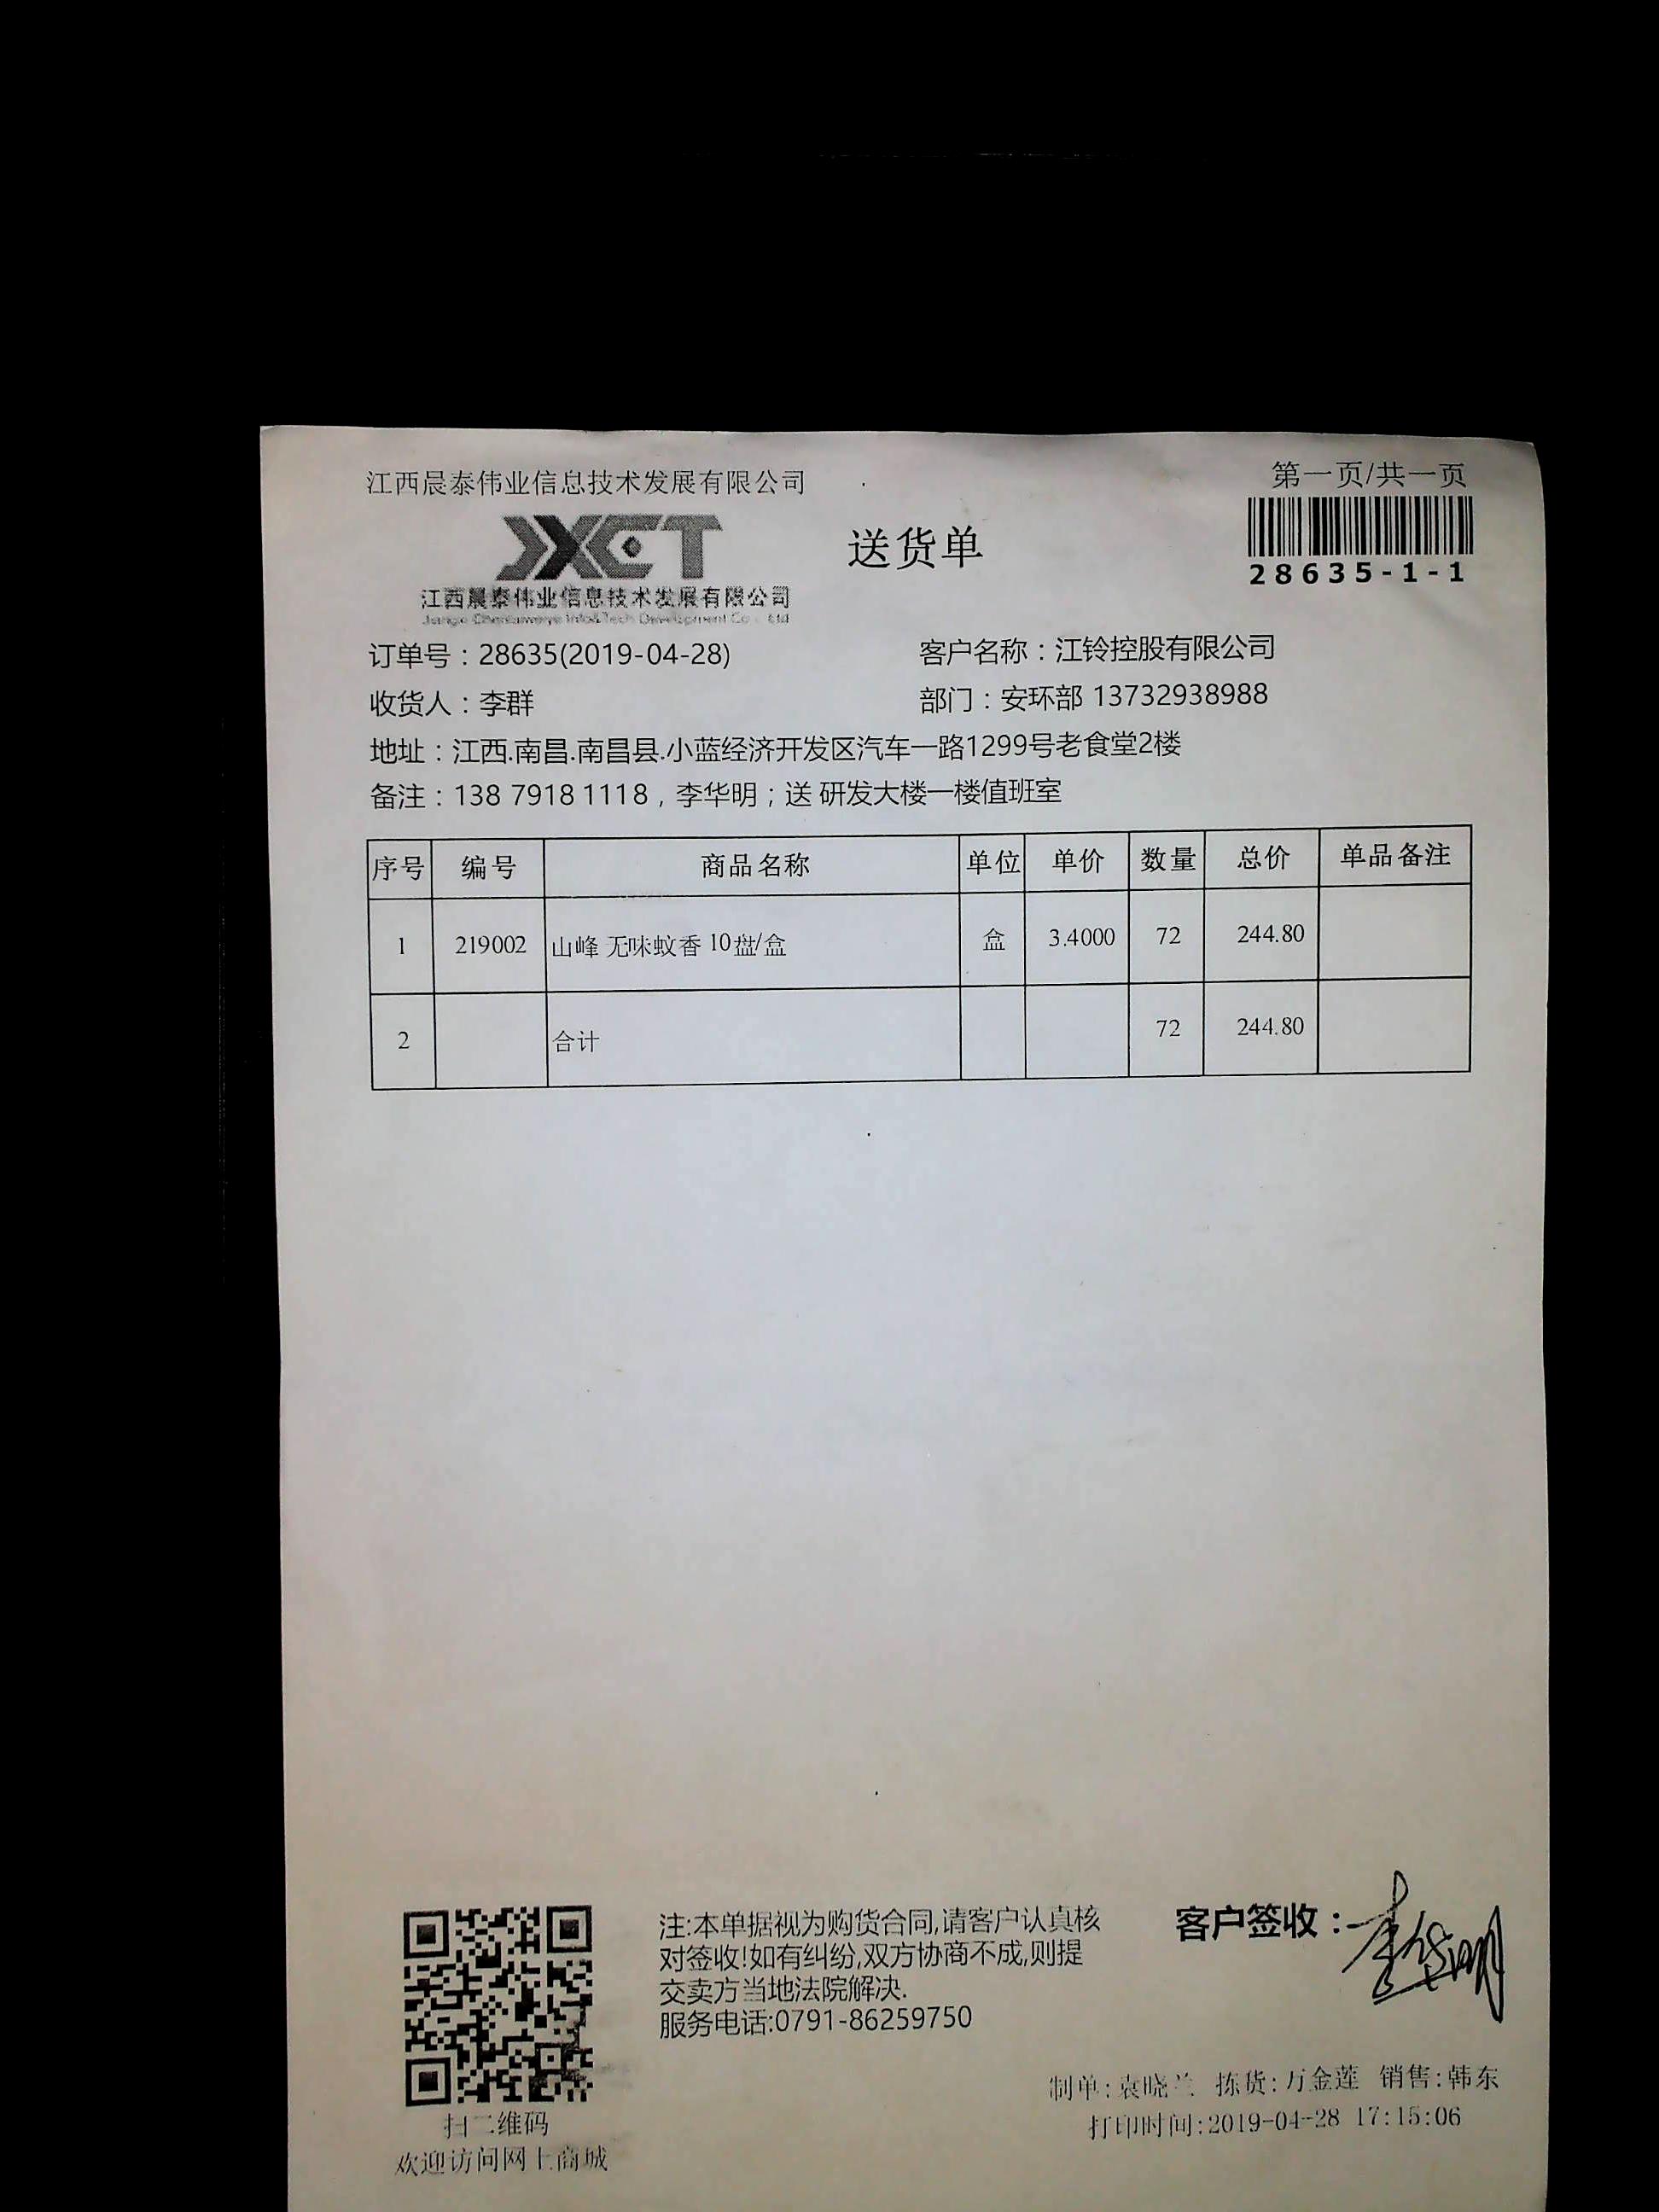 江西晨泰伟业信息技术发展有限公司
第一页/共一页
JXCT
送货单
28635-1-1
江西晨泰伟业信息技术发展有限公司
订单号：28635(2019-04-28)
客户名称：江铃控股有限公司
收货人：李群
部门：安环部 13732938988
地址：江西.南昌.南昌县.小蓝经济开发区汽车一路1299号老食堂2楼
备注：138 7918 1118，李华明；送 研发大楼一楼值班室
序号 编号 商品名称 单位 单价 数量 总价 单品备注
1 219002 山峰 无味蚊香 10盘/盒 盒 3.4000 72 244.80
2 合计 72 244.80
注:本单据视为购货合同,请客户认真核
对签收!如有纠纷,双方协商不成,则提
交卖方当地法院解决.
服务电话:0791-86259750
客户签收：李华明
扫二维码
欢迎访问网上商城
制单:袁晓兰 拣货:万金莲 销售:韩东
打印时间:2019-04-28 17:15:06